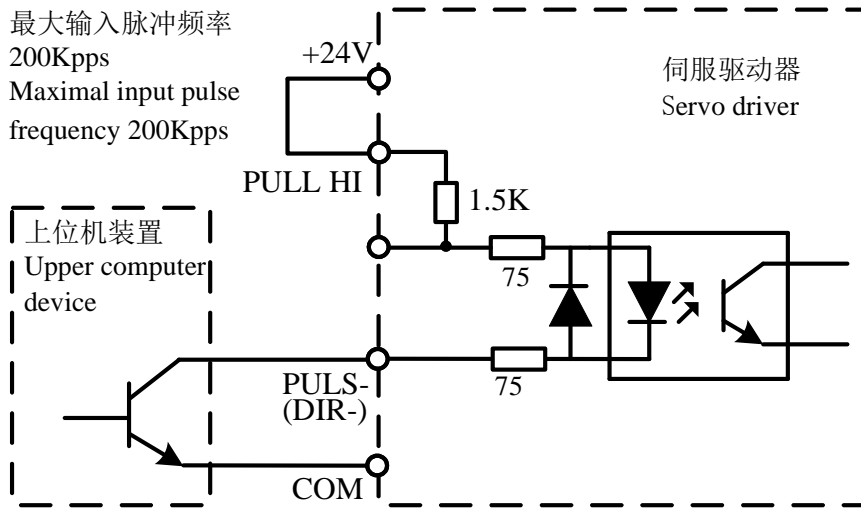 最大输入脉冲频率
200Kpps
Maximal input pulse
frequency 200Kpps
+24V
伺服驱动器
Servo driver
PULL HI
1.5K
上位机装置
Upper computer
device
75
75
PULS-
(DIR-)
COM